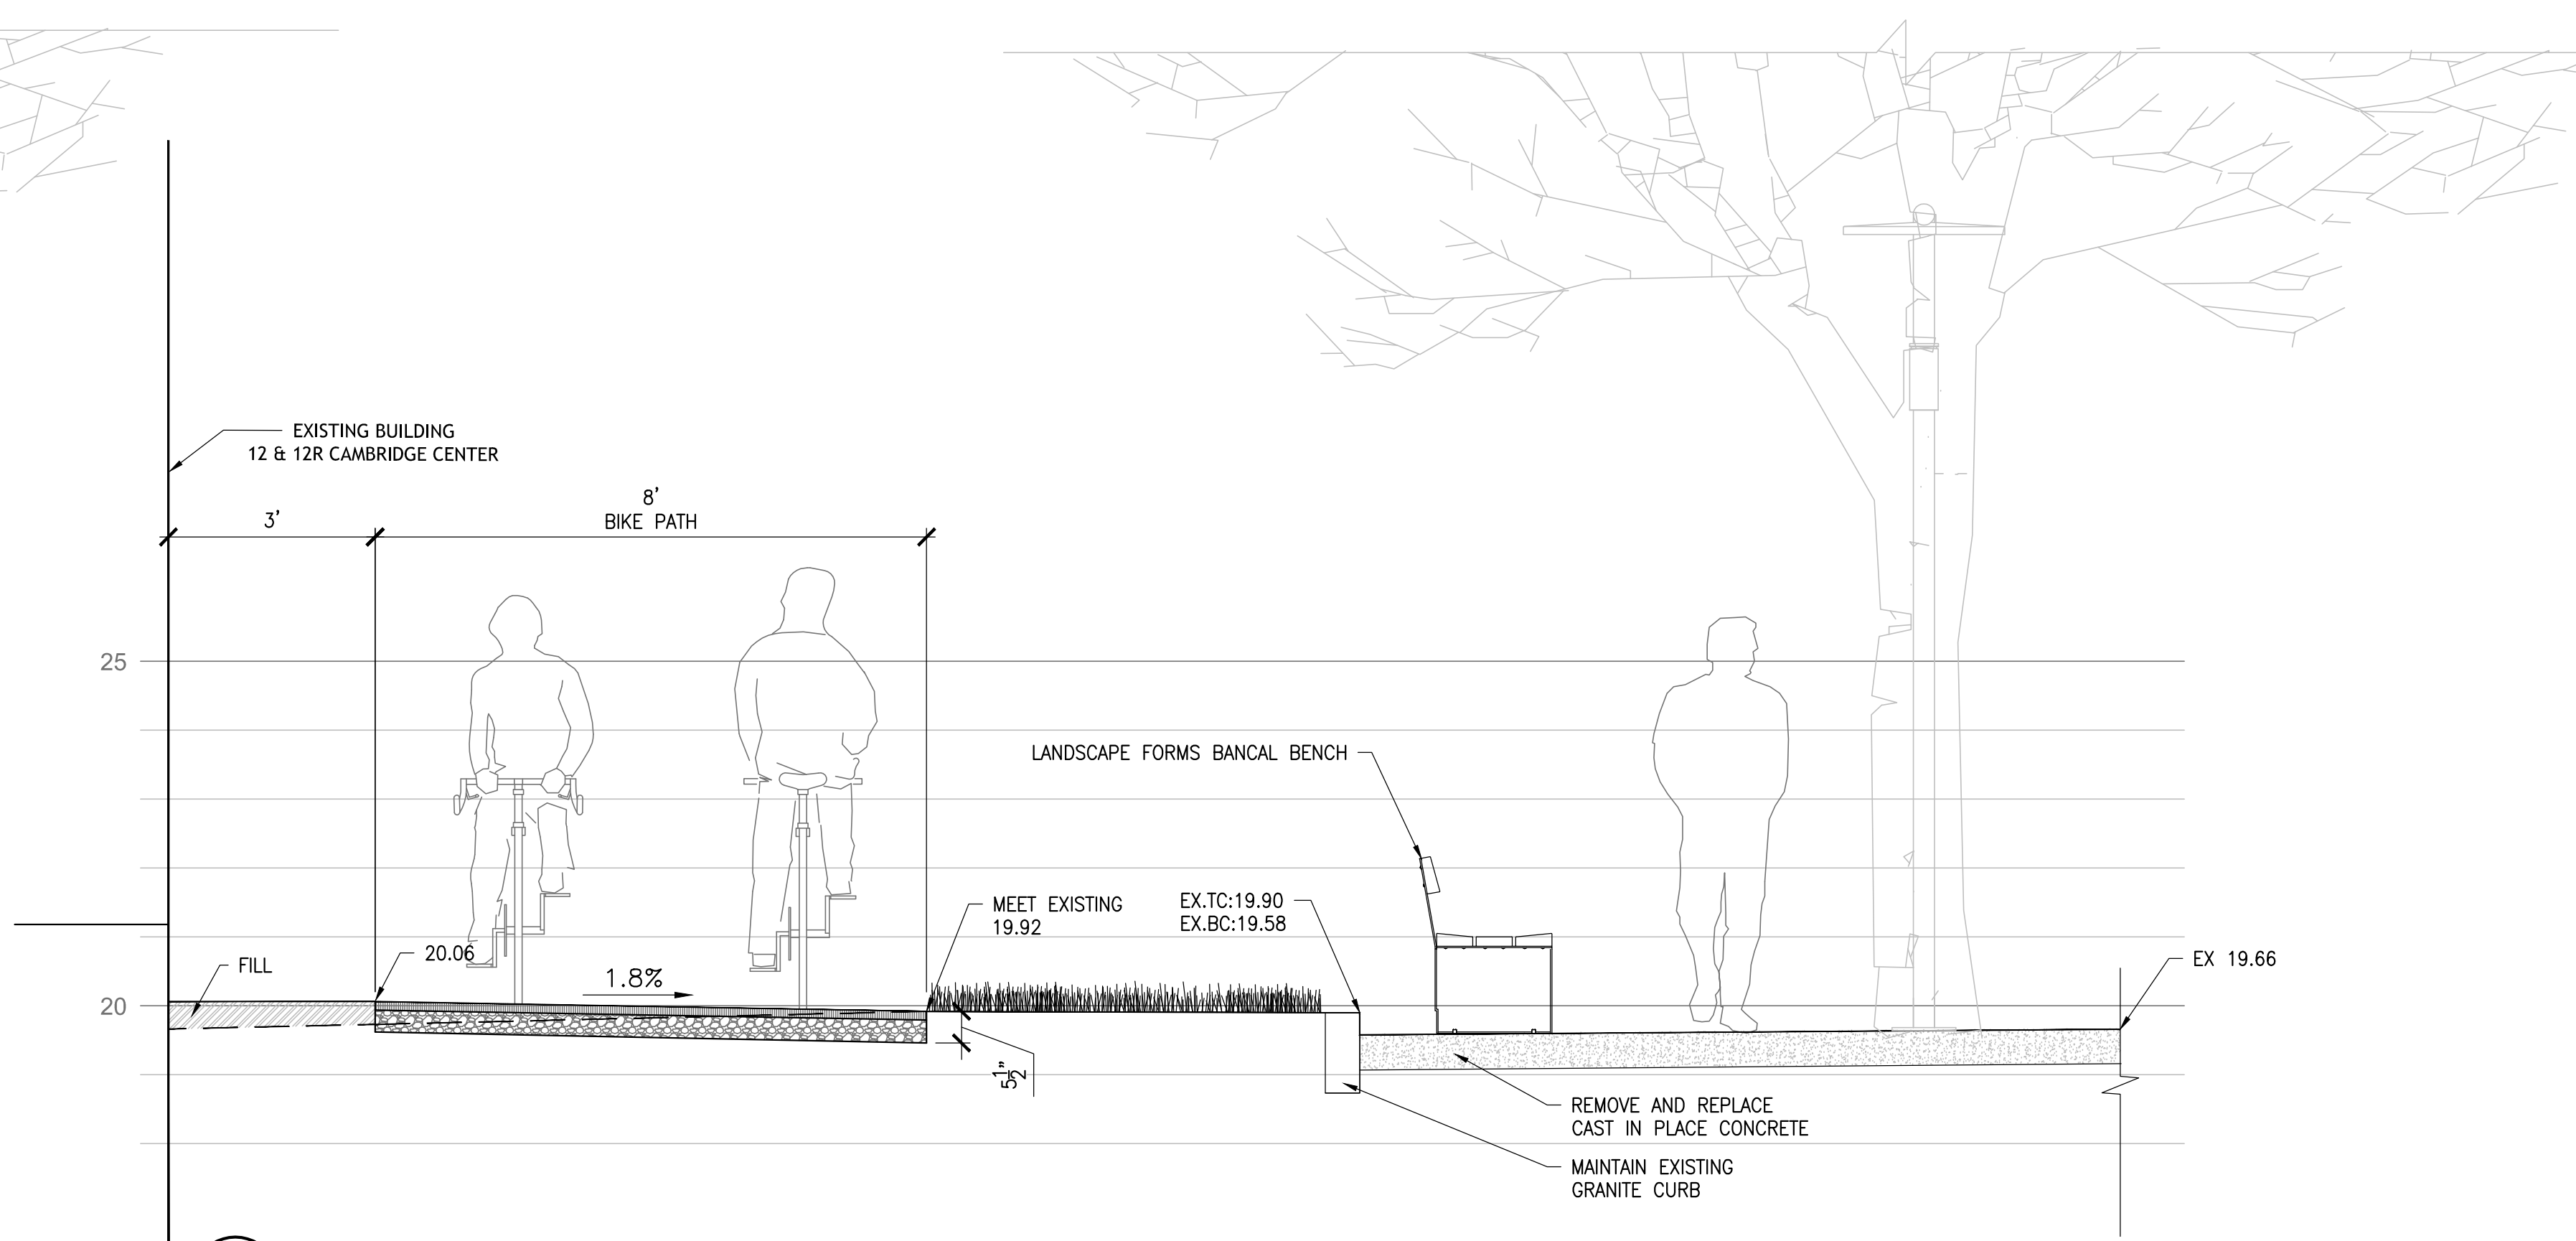 EXISTING BUILDING
12 & 12R CAMBRIDGE CENTER
8'
3'
BIKE PATH
25
LANDSCAPE FORMS BANCAL BENCH
MEET EXISTING
19.92
EX.TC:19.90
EX.BC:19.58
20.06
FILL
1.8%
EX 19.66
20
5 1/2"
REMOVE AND REPLACE
CAST IN PLACE CONCRETE
MAINTAIN EXISTING
GRANITE CURB